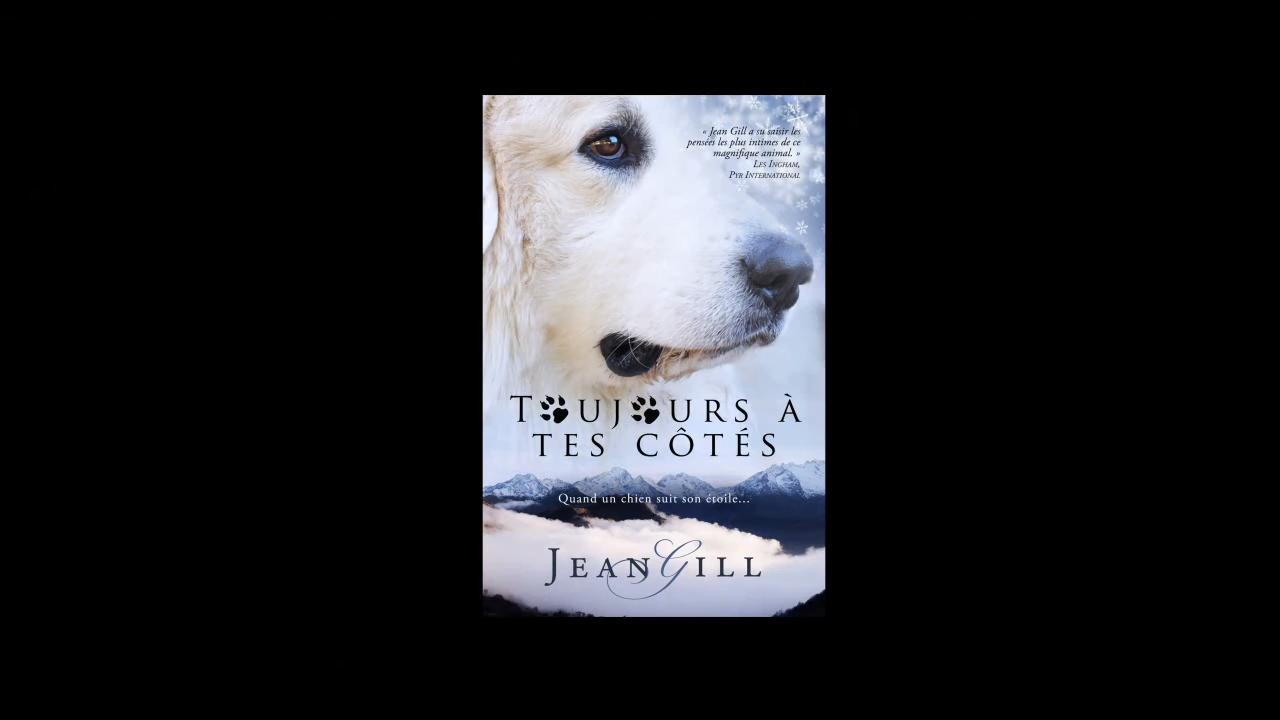 « Jean Gill a su saisir les
pensées les plus intimes de ce
magnifique animal. »
Les Ingham,
Pyr International
Toujours à
tes côtés
Quand un chien suit son étoile...
Jean Gill